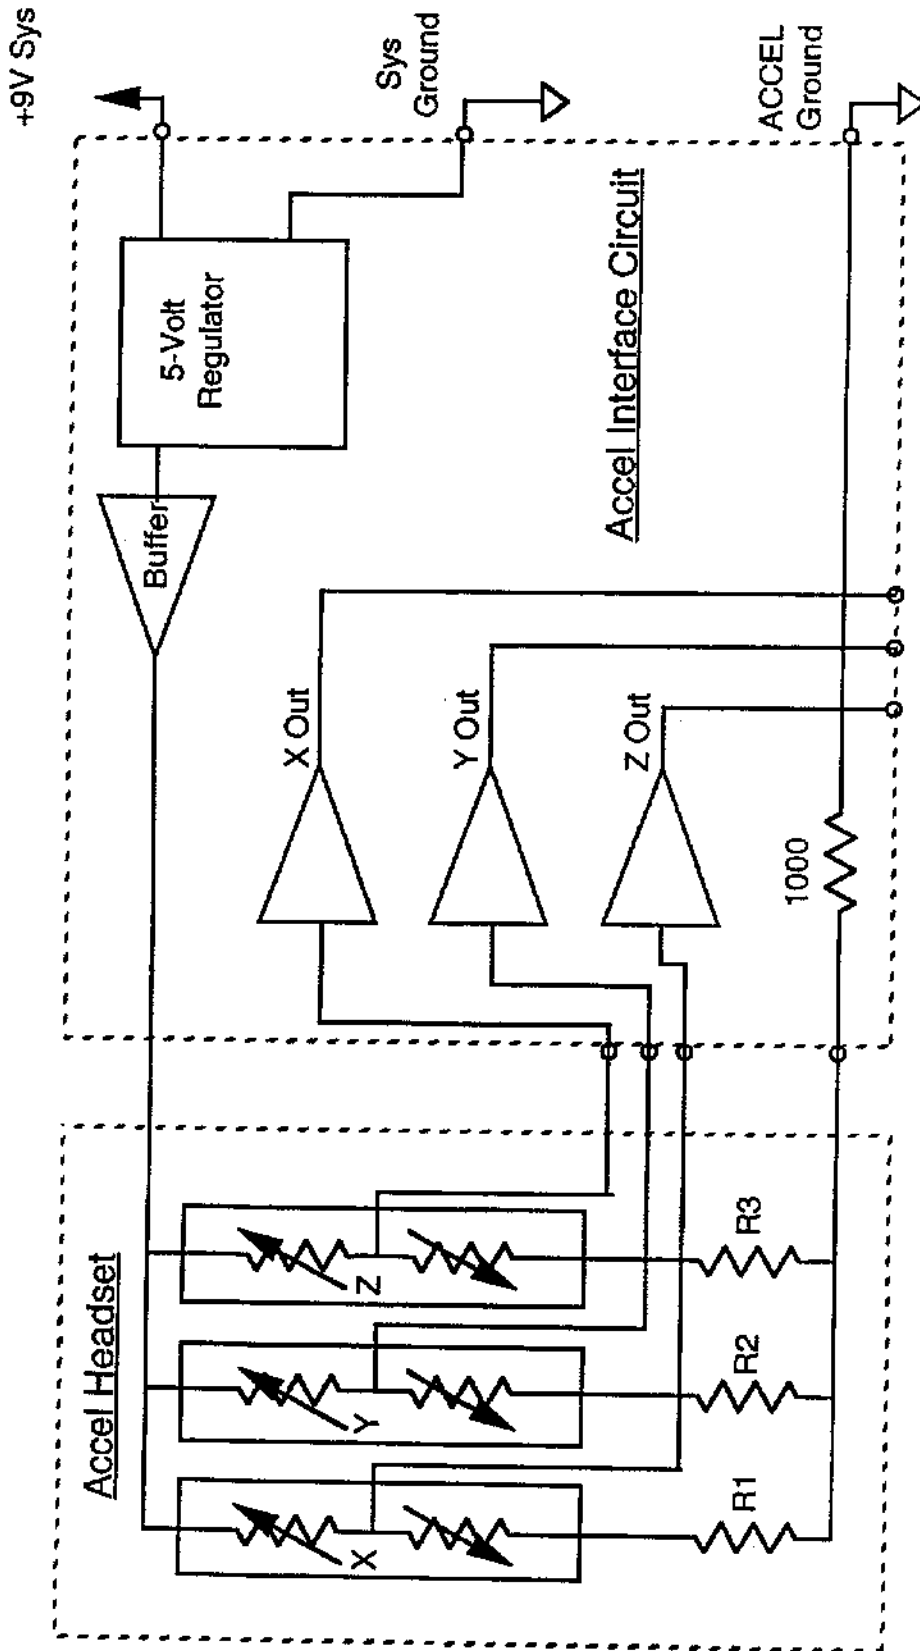 Accel Headset
X
Y
Z
R1
R2
R3
X Out
Y Out
Z Out
1000
Buffer
5-Volt
Regulator
Accel Interface Circuit
+9V Sys
Sys
Ground
ACCEL
Ground